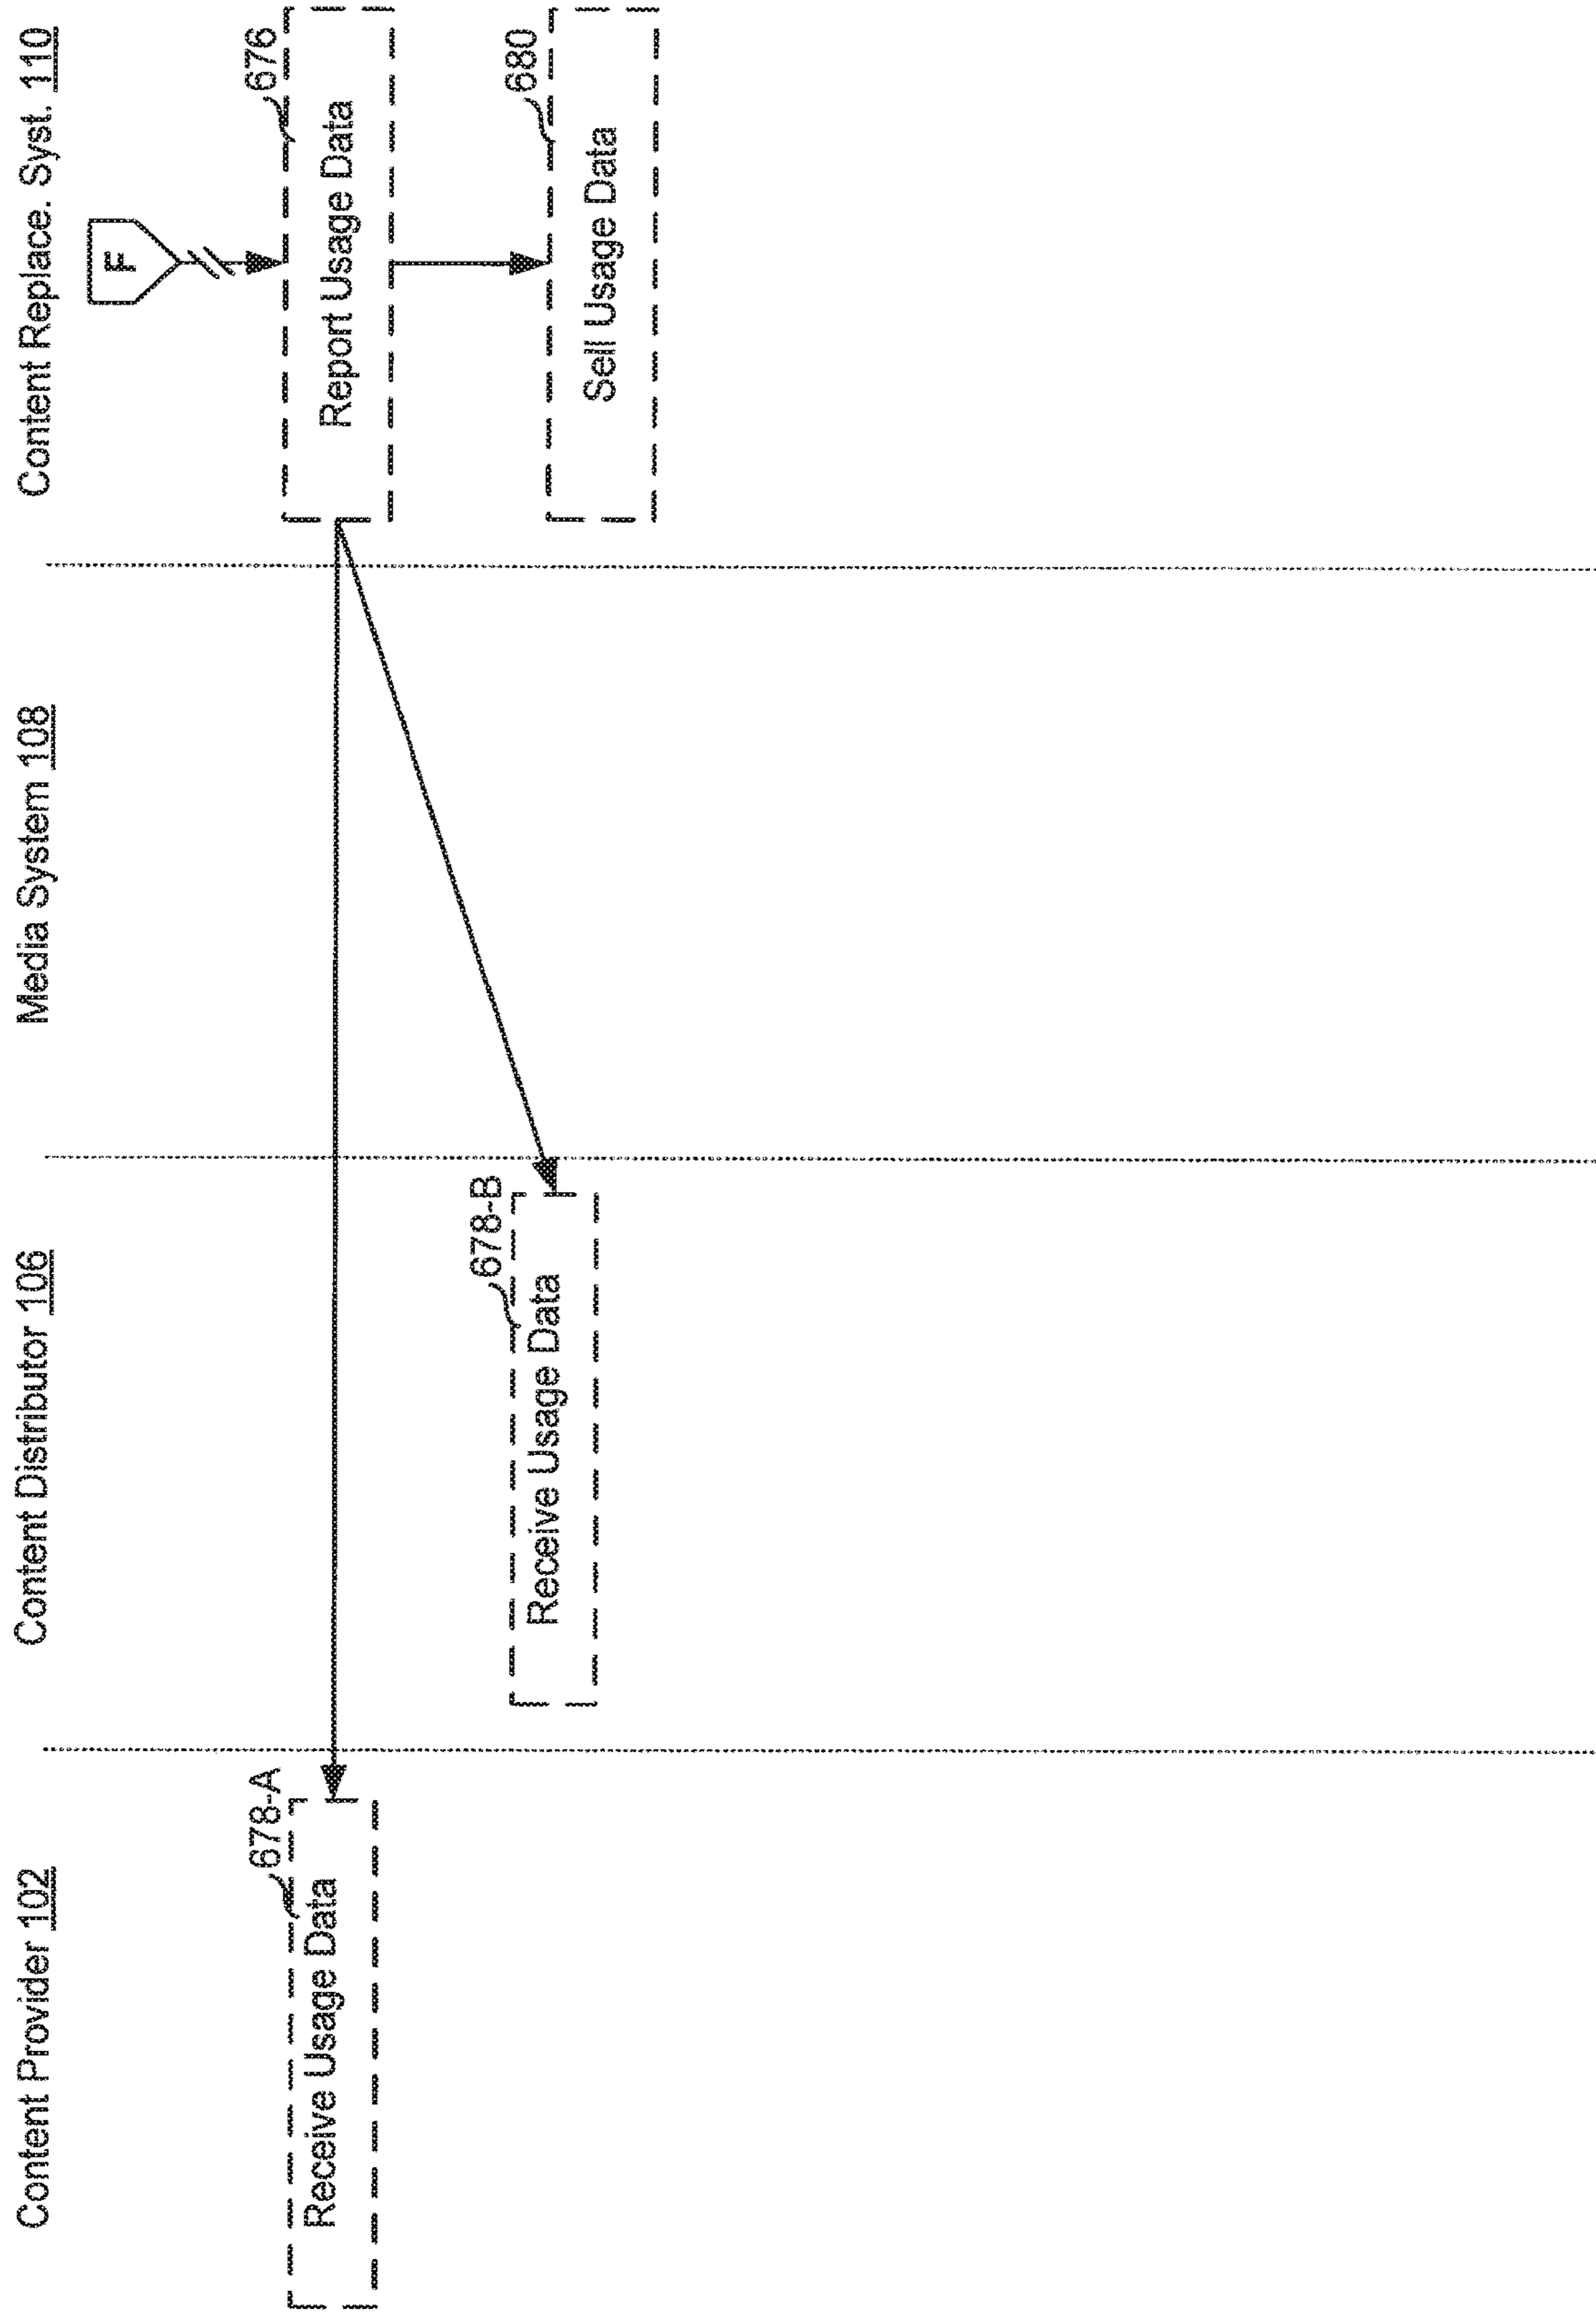 Content Provider 102
Content Distributor 106
Media System 108
Content Replace. Syst. 110
F
678-A
Receive Usage Data
676
Report Usage Data
678-B
Receive Usage Data
680
Sell Usage Data